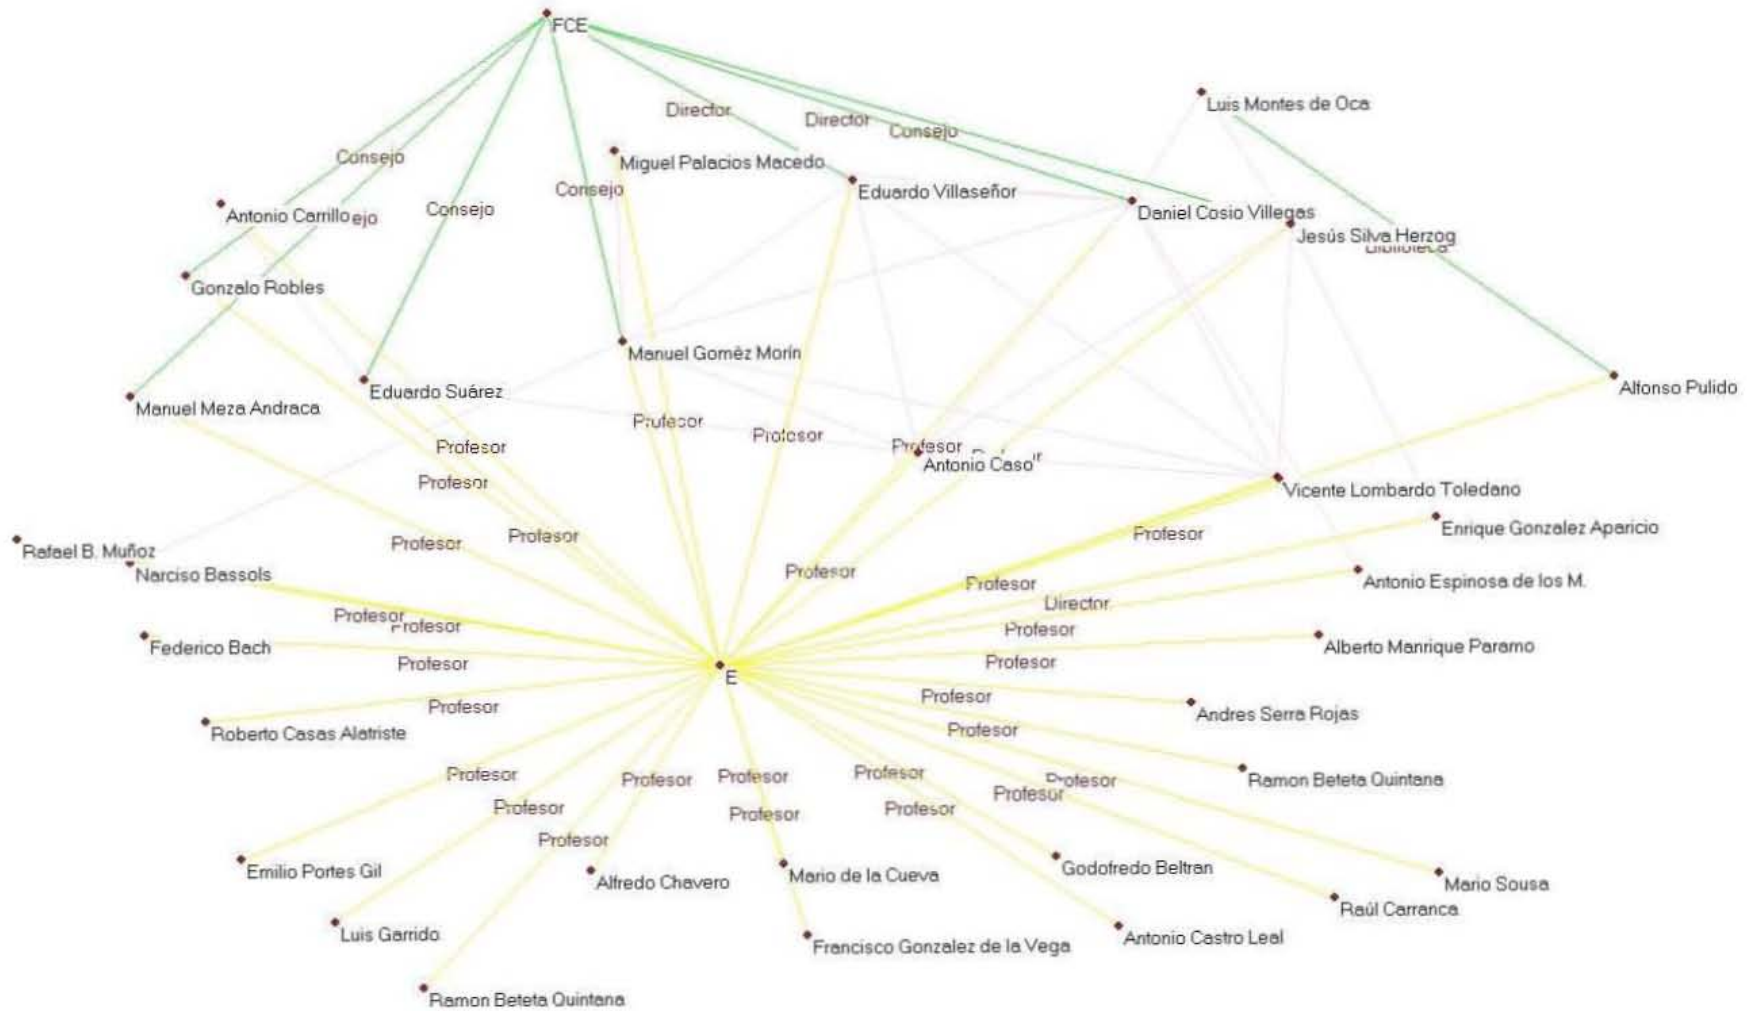 FCE
Luis Montes de Oca
Director
Director
Consejo
Consejo
Miguel Palacios Macedo
Consejo
Eduardo Villaseñor
Antonio Carrillo
ejo
Consejo
Daniel Cosio Villegas
Jesús Silva Herzog
Biblioteca
Gonzalo Robles
Manuel Gomèz Morín
Eduardo Suárez
Manuel Meza Andraca
Alfonso Pulido
Profesor
Profesor
Profesor
Profesor
Antonio Caso
Profesor
Vicente Lombardo Toledano
Profesor
Profesor
Profesor
Enrique Gonzalez Aparicio
Rafael B. Muñoz
Narciso Bassols
Profesor
Profesor
Antonio Espinosa de los M.
Director
Profesor
Profesor
Profesor
Alberto Manrique Paramo
Federico Bach
Profesor
Profesor
E
Profesor
Profesor
Andres Serra Rojas
Roberto Casas Alatriste
Profesor
Profesor
Profesor
Profesor
Profesor
Profesor
Ramon Beteta Quintana
Profesor
Profesor
Profesor
Profesor
Profesor
Emilio Portes Gil
Alfredo Chavero
Mario de la Cueva
Godofredo Beltran
Mario Sousa
Raúl Carranca
Luis Garrido
Francisco Gonzalez de la Vega
Antonio Castro Leal
Ramon Beteta Quintana